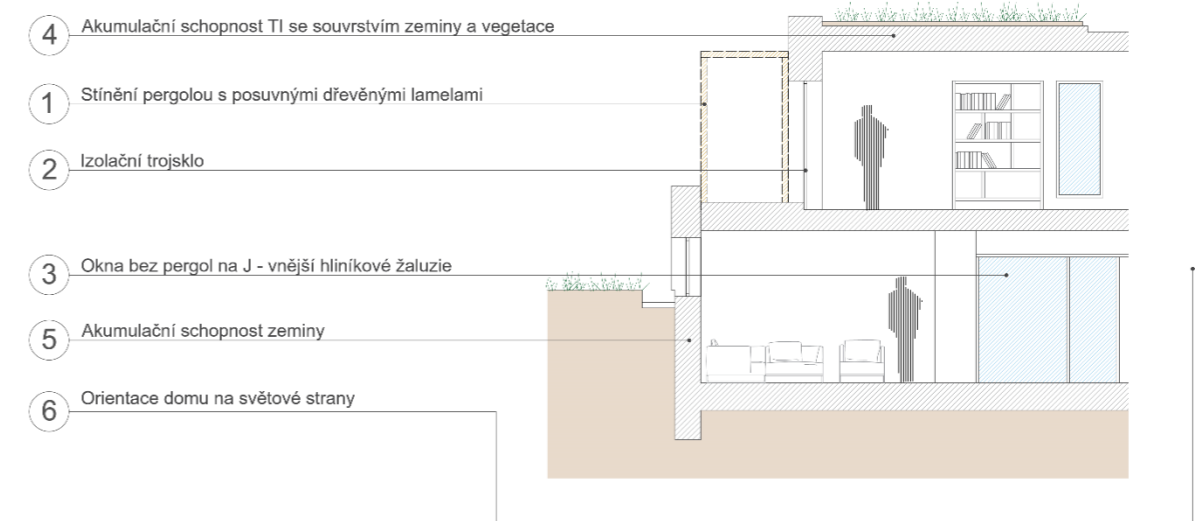 4 Akumulační schopnost TI se souvrstvím zeminy a vegetace
1 Stínění pergolou s posuvnými dřevěnými lamelami
2 Izolační trojsklo
3 Okna bez pergol na J - vnější hliníkové žaluzie
5 Akumulační schopnost zeminy
6 Orientace domu na světové strany